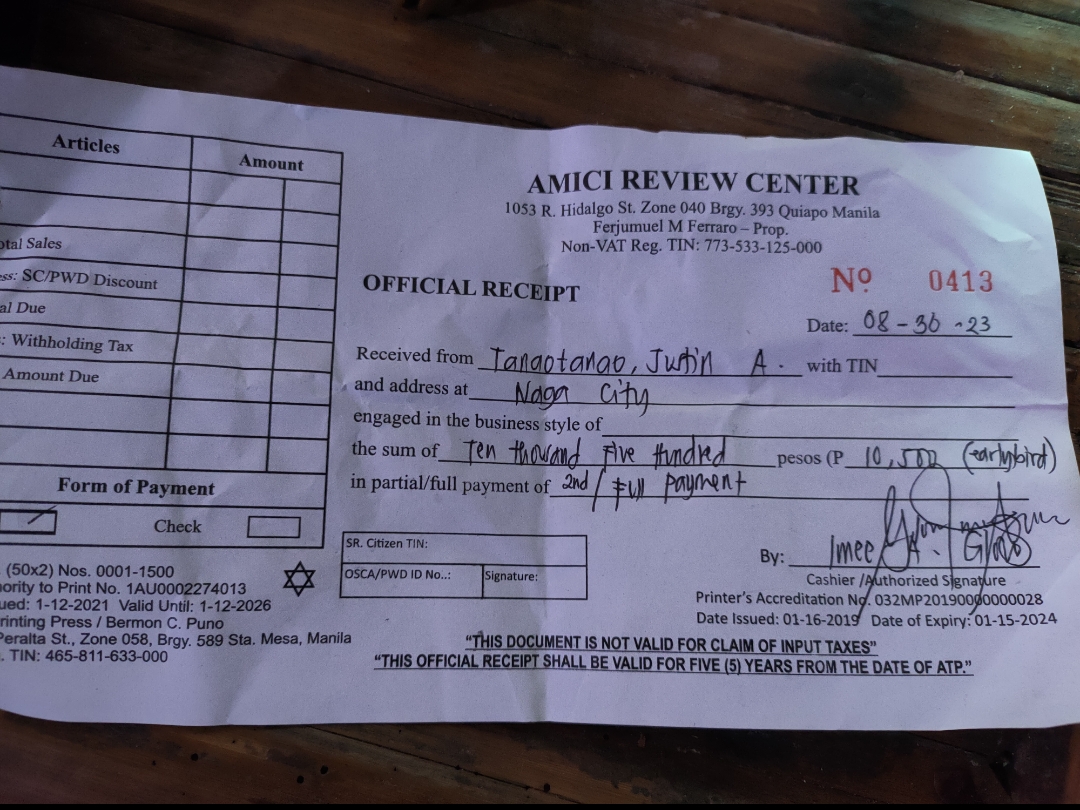 Articles Amount
otal Sales
ess: SC/PWD Discount
al Due
: Withholding Tax
Amount Due
Form of Payment
Check
(50x2) Nos. 0001-1500
ority to Print No. 1AU0002274013
ued: 1-12-2021 Valid Until: 1-12-2026
rinting Press / Bermon C. Puno
Peralta St., Zone 058, Brgy. 589 Sta. Mesa, Manila
. TIN: 465-811-633-000
AMICI REVIEW CENTER
1053 R. Hidalgo St. Zone 040 Brgy. 393 Quiapo Manila
Ferjumuel M Ferraro – Prop.
Non-VAT Reg. TIN: 773-533-125-000
OFFICIAL RECEIPT
Nº 0413
Date: 08-30-23
Received from Tangotango, Justin A. with TIN
and address at Naga City
engaged in the business style of
the sum of Ten thousand Five Hundred pesos (P 10,500 (earlybird)
in partial/full payment of 2nd / Full payment
SR. Citizen TIN:
OSCA/PWD ID No..: Signature:
By: Imee A.
Cashier /Authorized Signature
Printer's Accreditation No. 032MP20190000000028
Date Issued: 01-16-2019 Date of Expiry: 01-15-2024
"THIS DOCUMENT IS NOT VALID FOR CLAIM OF INPUT TAXES"
"THIS OFFICIAL RECEIPT SHALL BE VALID FOR FIVE (5) YEARS FROM THE DATE OF ATP."